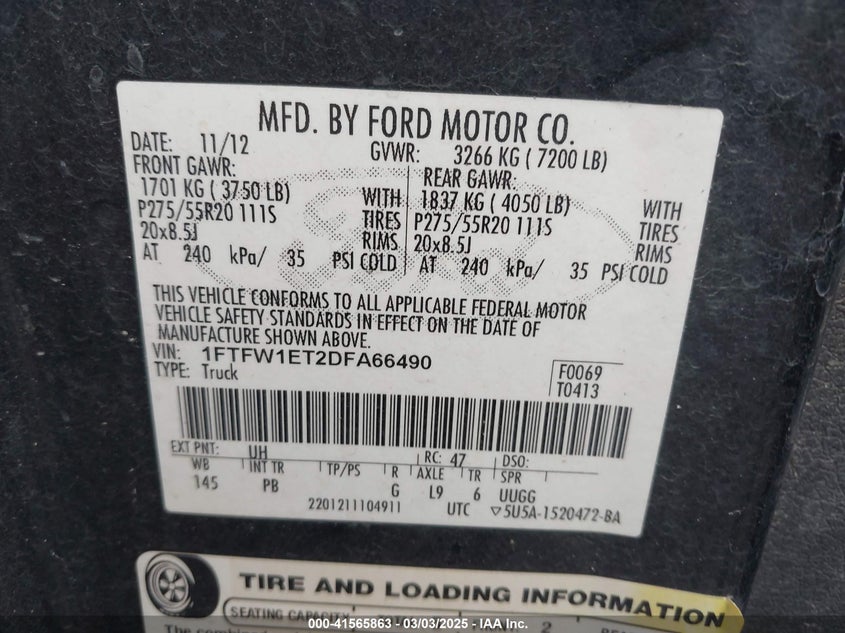 MFD. BY FORD MOTOR CO.
DATE: 11/12 GVWR: 3266 KG ( 7200 LB)
FRONT GAWR: REAR GAWR:
1701 KG ( 3750 LB) WITH 1837 KG ( 4050 LB) WITH
P275/55R20 111S TIRES P275/55R20 111S TIRES
20x8.5J RIMS 20x8.5J RIMS
AT 240 kPa/ 35 PSI COLD AT 240 kPa/ 35 PSI COLD
THIS VEHICLE CONFORMS TO ALL APPLICABLE FEDERAL MOTOR
VEHICLE SAFETY STANDARDS IN EFFECT ON THE DATE OF
MANUFACTURE SHOWN ABOVE.
VIN: 1FTFW1ET2DFA66490
TYPE: Truck
F0069
T0413
EXT PNT: UH RC: 47 DSO:
WB INT TR TP/PS R AXLE TR SPR
145 PB G L9 6 UUGG
2201211104911 UTC ▽5U5A-1520472-BA
TIRE AND LOADING INFORMATION
SEATING CAPACITY 2
The combined
000-41565863 - 03/03/2025 - IAA Inc.